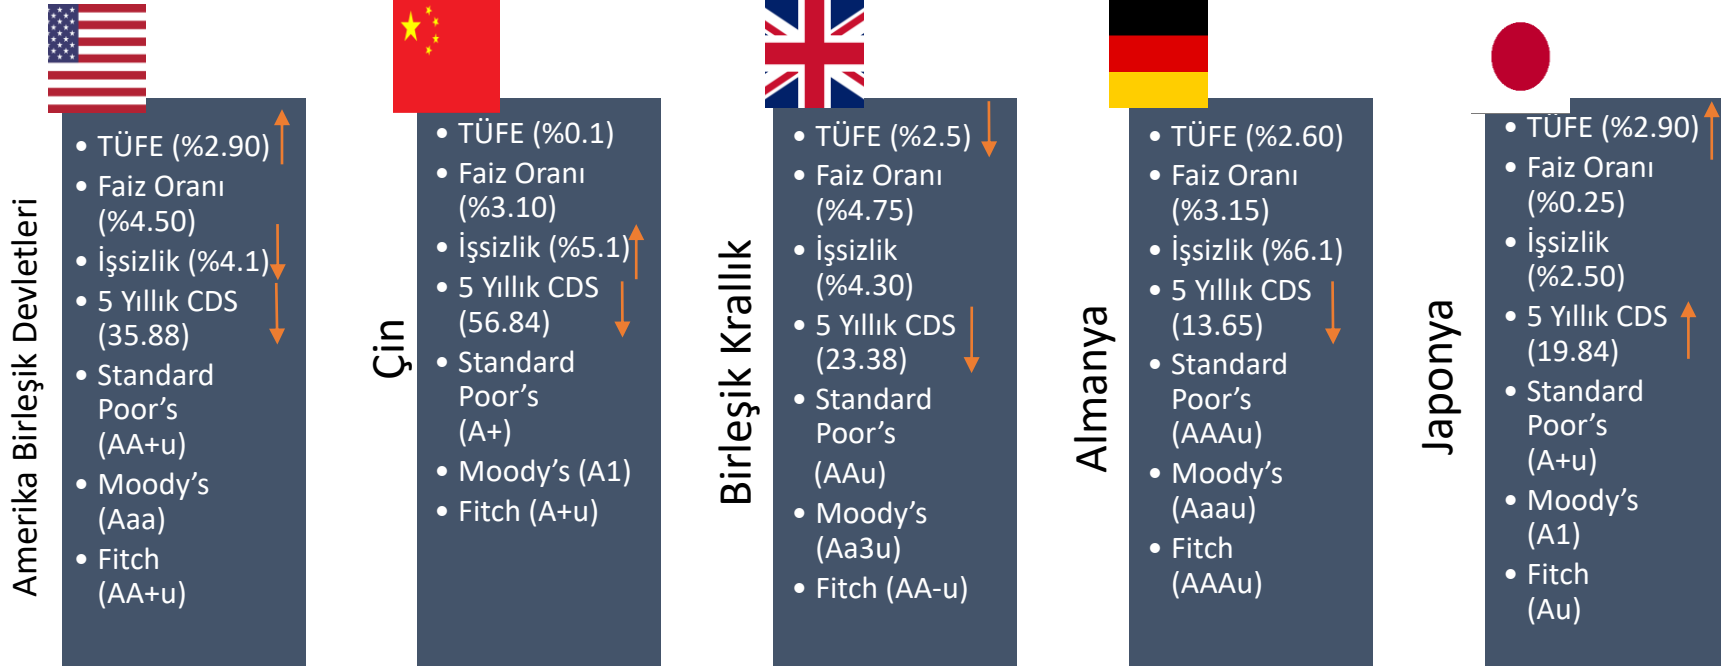 Amerika Birleşik Devletleri
• TÜFE (%2.90)
• Faiz Oranı
(%4.50)
• İşsizlik (%4.1)
• 5 Yıllık CDS
(35.88)
• Standard
Poor’s
(AA+u)
• Moody’s
(Aaa)
• Fitch
(AA+u)
Çin
• TÜFE (%0.1)
• Faiz Oranı
(%3.10)
• İşsizlik (%5.1)
• 5 Yıllık CDS
(56.84)
• Standard
Poor’s
(A+)
• Moody’s (A1)
• Fitch (A+u)
Birleşik Krallık
• TÜFE (%2.5)
• Faiz Oranı
(%4.75)
• İşsizlik
(%4.30)
• 5 Yıllık CDS
(23.38)
• Standard
Poor’s
(AAu)
• Moody’s
(Aa3u)
• Fitch (AA-u)
Almanya
• TÜFE (%2.60)
• Faiz Oranı
(%3.15)
• İşsizlik (%6.1)
• 5 Yıllık CDS
(13.65)
• Standard
Poor’s
(AAAu)
• Moody’s
(Aaau)
• Fitch
(AAAu)
Japonya
• TÜFE (%2.90)
• Faiz Oranı
(%0.25)
• İşsizlik
(%2.50)
• 5 Yıllık CDS
(19.84)
• Standard
Poor’s
(A+u)
• Moody’s
(A1)
• Fitch
(Au)